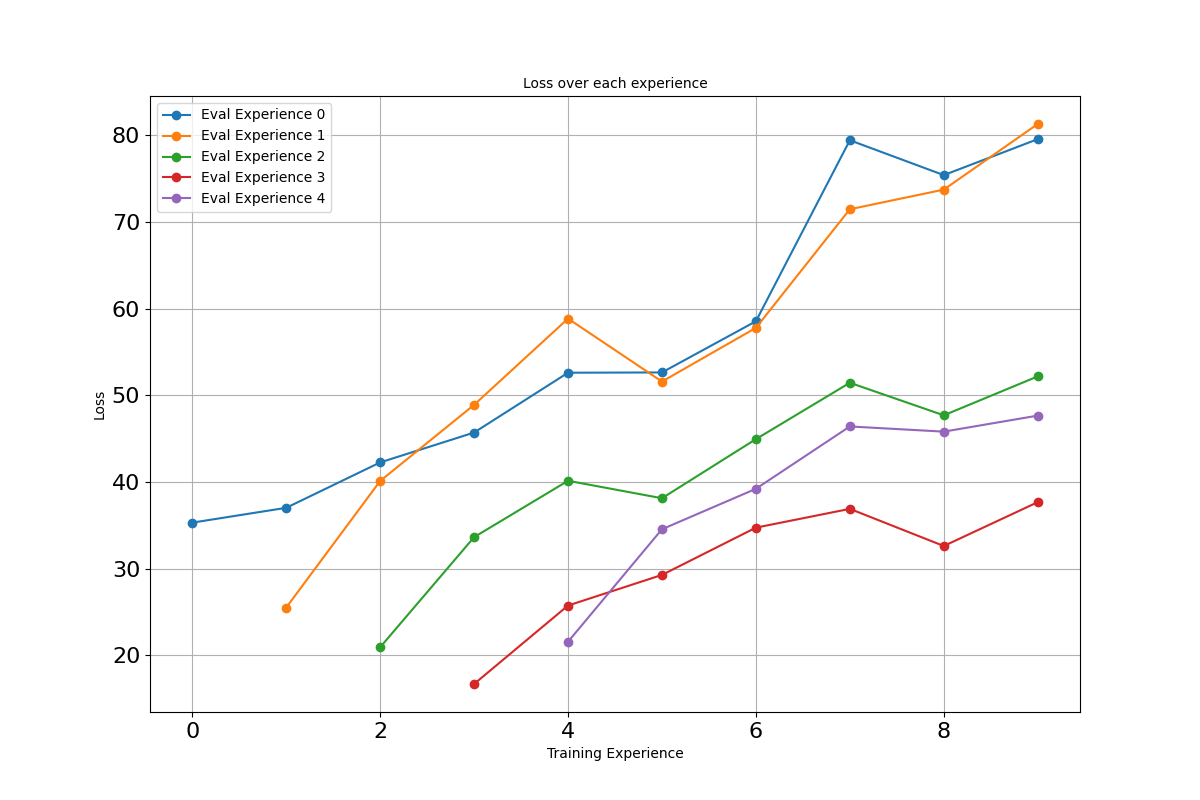 Loss over each experience
Eval Experience 0
Eval Experience 1
Eval Experience 2
Eval Experience 3
Eval Experience 4
80
70
60
50
40
30
20
Loss
0 2 4 6 8
Training Experience